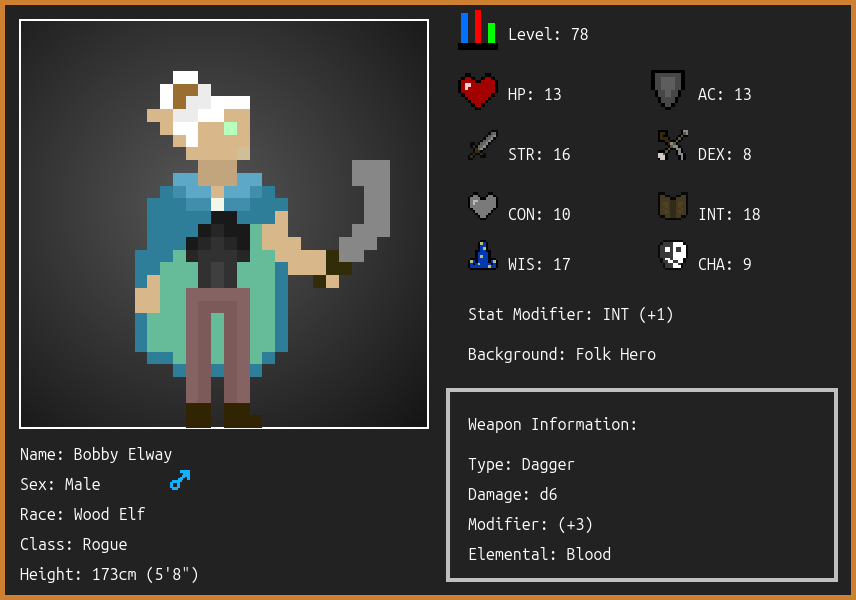 Level: 78
HP: 13
AC: 13
STR: 16
DEX: 8
CON: 10
INT: 18
WIS: 17
CHA: 9
Stat Modifier: INT (+1)
Background: Folk Hero
Weapon Information:
Type: Dagger
Damage: d6
Modifier: (+3)
Elemental: Blood
Name: Bobby Elway
Sex: Male
Race: Wood Elf
Class: Rogue
Height: 173cm (5'8")